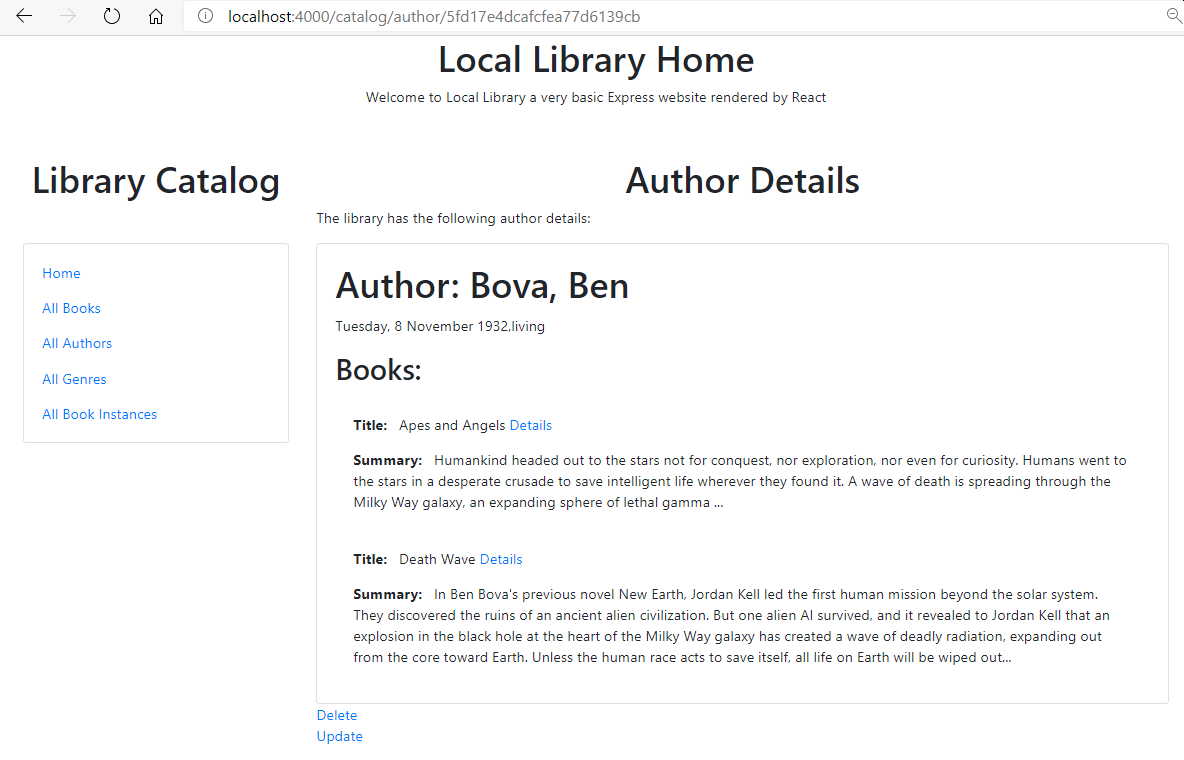 localhost:4000/catalog/author/5fd17e4dcafcfea77d6139cb
Local Library Home
Welcome to Local Library a very basic Express website rendered by React
Library Catalog
Home
All Books
All Authors
All Genres
All Book Instances
Author Details
The library has the following author details:
Author: Bova, Ben
Tuesday, 8 November 1932,living
Books:
Title: Apes and Angels Details
Summary: Humankind headed out to the stars not for conquest, nor exploration, nor even for curiosity. Humans went to
the stars in a desperate crusade to save intelligent life wherever they found it. A wave of death is spreading through the
Milky Way galaxy, an expanding sphere of lethal gamma ...
Title: Death Wave Details
Summary: In Ben Bova's previous novel New Earth, Jordan Kell led the first human mission beyond the solar system.
They discovered the ruins of an ancient alien civilization. But one alien AI survived, and it revealed to Jordan Kell that an
explosion in the black hole at the heart of the Milky Way galaxy has created a wave of deadly radiation, expanding out
from the core toward Earth. Unless the human race acts to save itself, all life on Earth will be wiped out...
Delete
Update